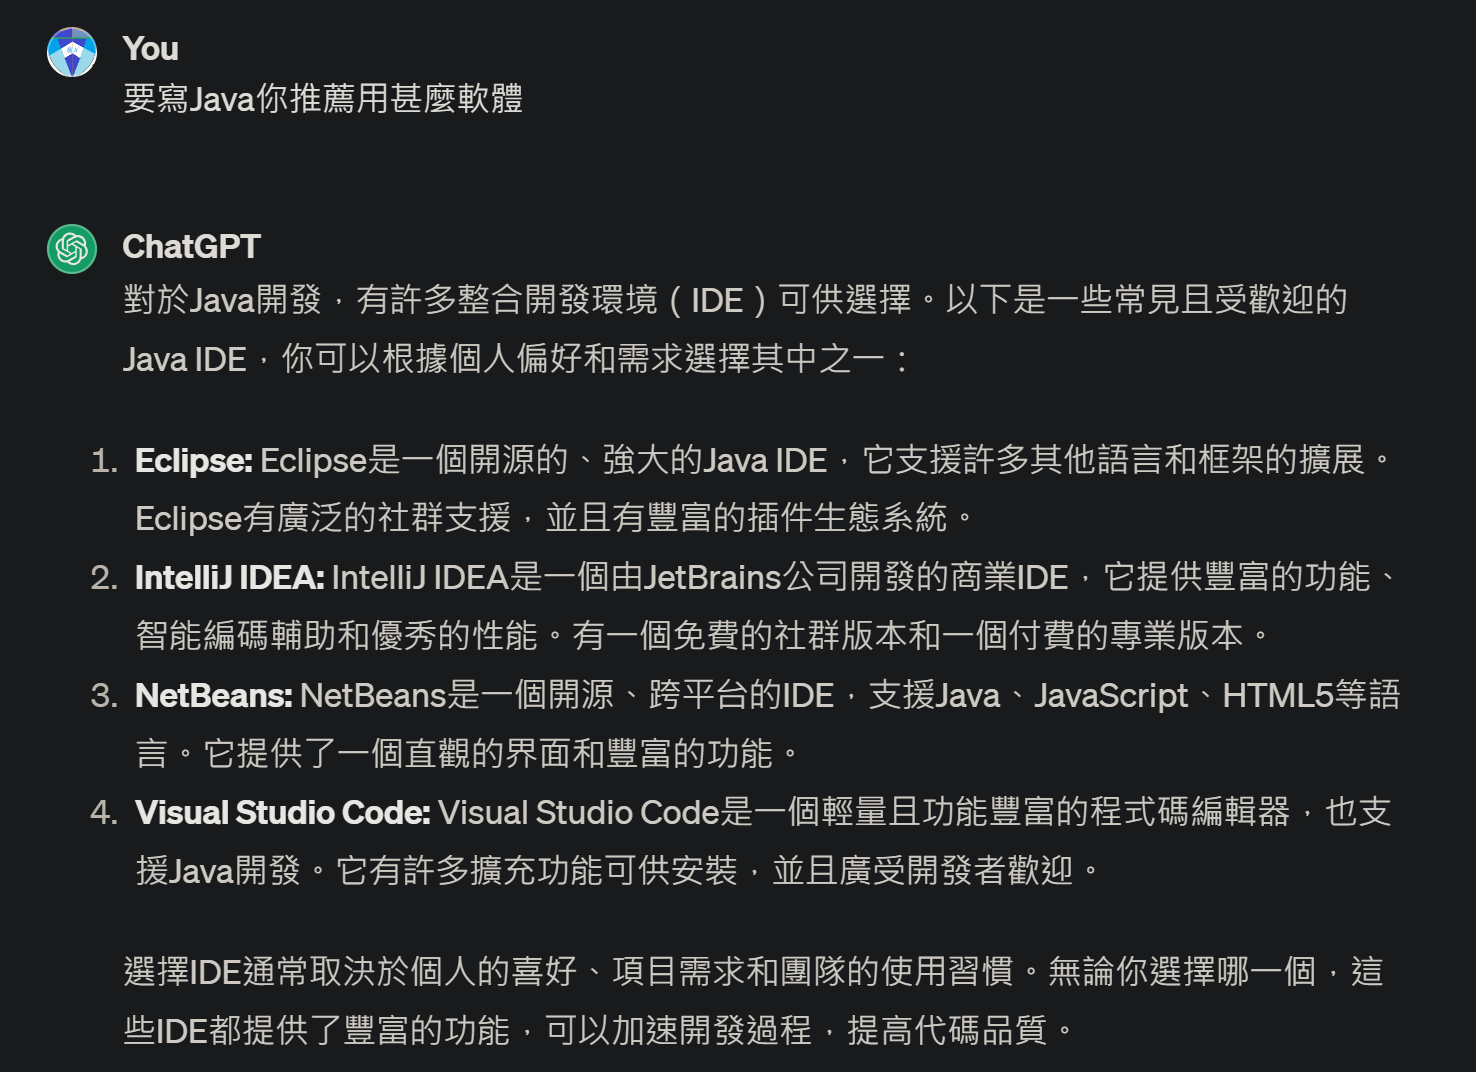 You
要寫Java你推薦用甚麼軟體
ChatGPT
對於Java開發，有許多整合開發環境（IDE）可供選擇。以下是一些常見且受歡迎的
Java IDE，你可以根據個人偏好和需求選擇其中之一：
1. Eclipse: Eclipse是一個開源的、強大的Java IDE，它支援許多其他語言和框架的擴展。
Eclipse有廣泛的社群支援，並且有豐富的插件生態系統。
2. IntelliJ IDEA: IntelliJ IDEA是一個由JetBrains公司開發的商業IDE，它提供豐富的功能、
智能編碼輔助和優秀的性能。有一個免費的社群版本和一個付費的專業版本。
3. NetBeans: NetBeans是一個開源、跨平台的IDE，支援Java、JavaScript、HTML5等語
言。它提供了一個直觀的界面和豐富的功能。
4. Visual Studio Code: Visual Studio Code是一個輕量且功能豐富的程式碼編輯器，也支
援Java開發。它有許多擴充功能可供安裝，並且廣受開發者歡迎。
選擇IDE通常取決於個人的喜好、項目需求和團隊的使用習慣。無論你選擇哪一個，這
些IDE都提供了豐富的功能，可以加速開發過程，提高代碼品質。